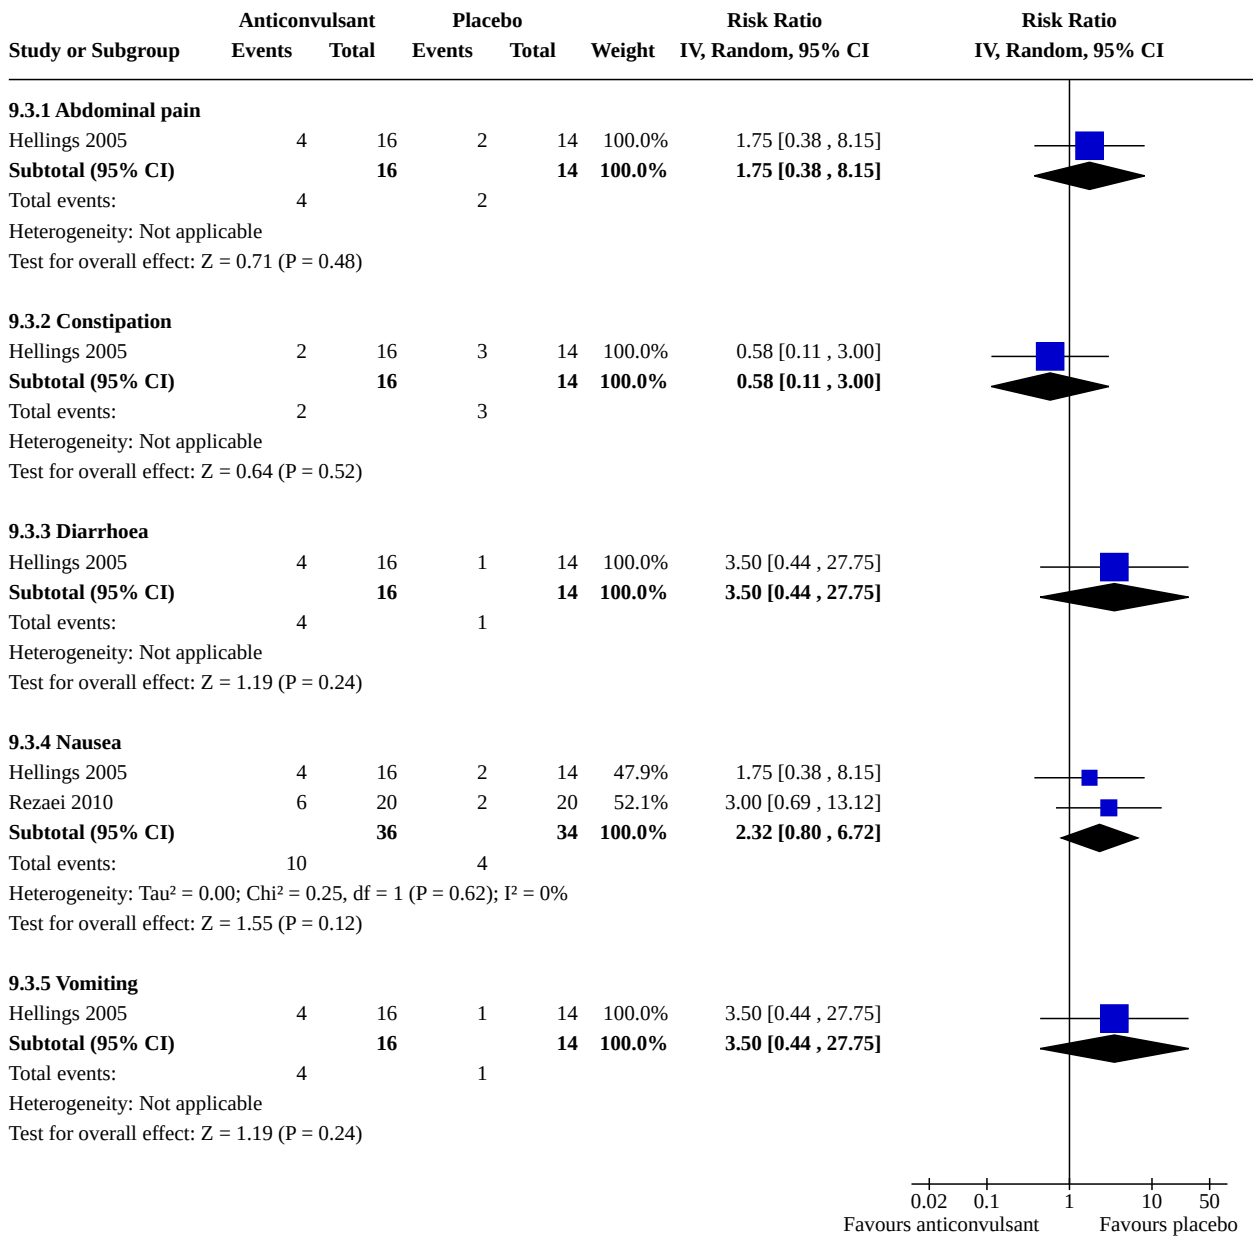 Anticonvulsant Placebo Risk Ratio Risk Ratio
Study or Subgroup Events Total Events Total Weight IV, Random, 95% CI IV, Random, 95% CI
9.3.1 Abdominal pain
Hellings 2005 4 16 2 14 100.0% 1.75 [0.38 , 8.15]
Subtotal (95% CI) 16 14 100.0% 1.75 [0.38 , 8.15]
Total events: 4 2
Heterogeneity: Not applicable
Test for overall effect: Z = 0.71 (P = 0.48)
9.3.2 Constipation
Hellings 2005 2 16 3 14 100.0% 0.58 [0.11 , 3.00]
Subtotal (95% CI) 16 14 100.0% 0.58 [0.11 , 3.00]
Total events: 2 3
Heterogeneity: Not applicable
Test for overall effect: Z = 0.64 (P = 0.52)
9.3.3 Diarrhoea
Hellings 2005 4 16 1 14 100.0% 3.50 [0.44 , 27.75]
Subtotal (95% CI) 16 14 100.0% 3.50 [0.44 , 27.75]
Total events: 4 1
Heterogeneity: Not applicable
Test for overall effect: Z = 1.19 (P = 0.24)
9.3.4 Nausea
Hellings 2005 4 16 2 14 47.9% 1.75 [0.38 , 8.15]
Rezaei 2010 6 20 2 20 52.1% 3.00 [0.69 , 13.12]
Subtotal (95% CI) 36 34 100.0% 2.32 [0.80 , 6.72]
Total events: 10 4
Heterogeneity: Tau² = 0.00; Chi² = 0.25, df = 1 (P = 0.62); I² = 0%
Test for overall effect: Z = 1.55 (P = 0.12)
9.3.5 Vomiting
Hellings 2005 4 16 1 14 100.0% 3.50 [0.44 , 27.75]
Subtotal (95% CI) 16 14 100.0% 3.50 [0.44 , 27.75]
Total events: 4 1
Heterogeneity: Not applicable
Test for overall effect: Z = 1.19 (P = 0.24)
0.02 0.1 1 10 50
Favours anticonvulsant Favours placebo